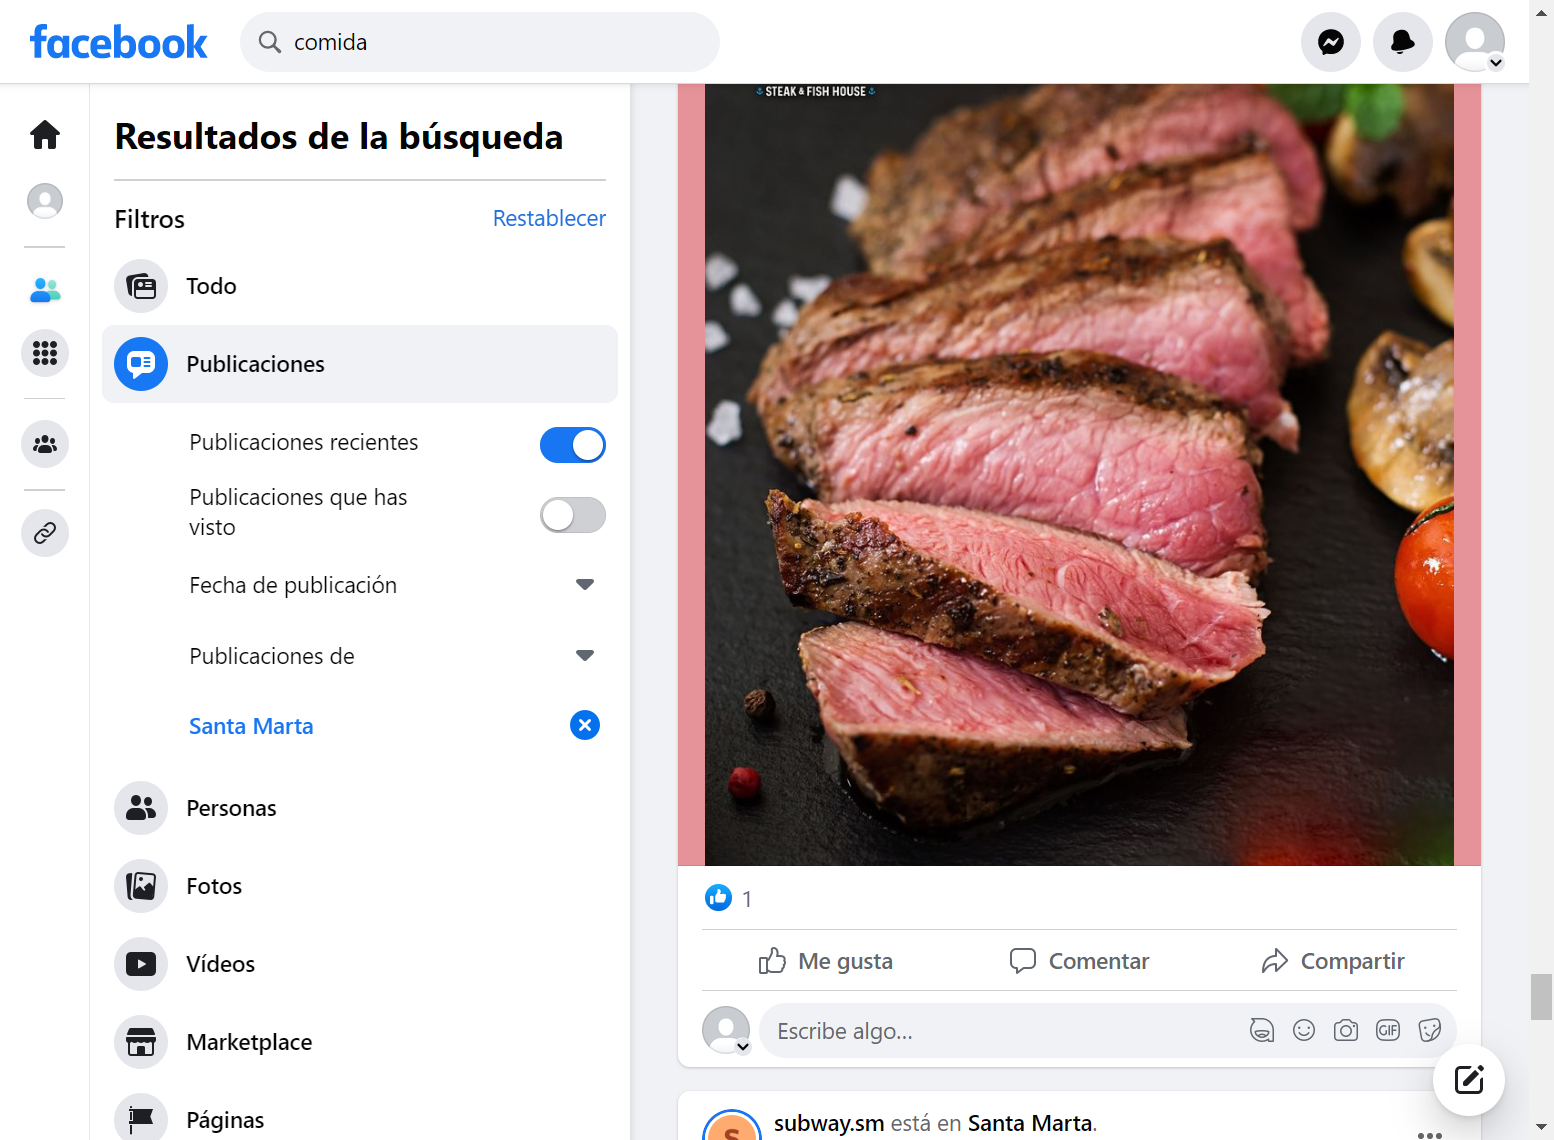 facebook
comida
Resultados de la búsqueda
Filtros
Restablecer
Todo
Publicaciones
Publicaciones recientes
Publicaciones que has
visto
Fecha de publicación
Publicaciones de
Santa Marta
Personas
Fotos
Vídeos
Marketplace
Páginas
STEAK & FISH HOUSE
1
Me gusta
Comentar
Compartir
Escribe algo...
GIF
S
subway.sm está en Santa Marta.